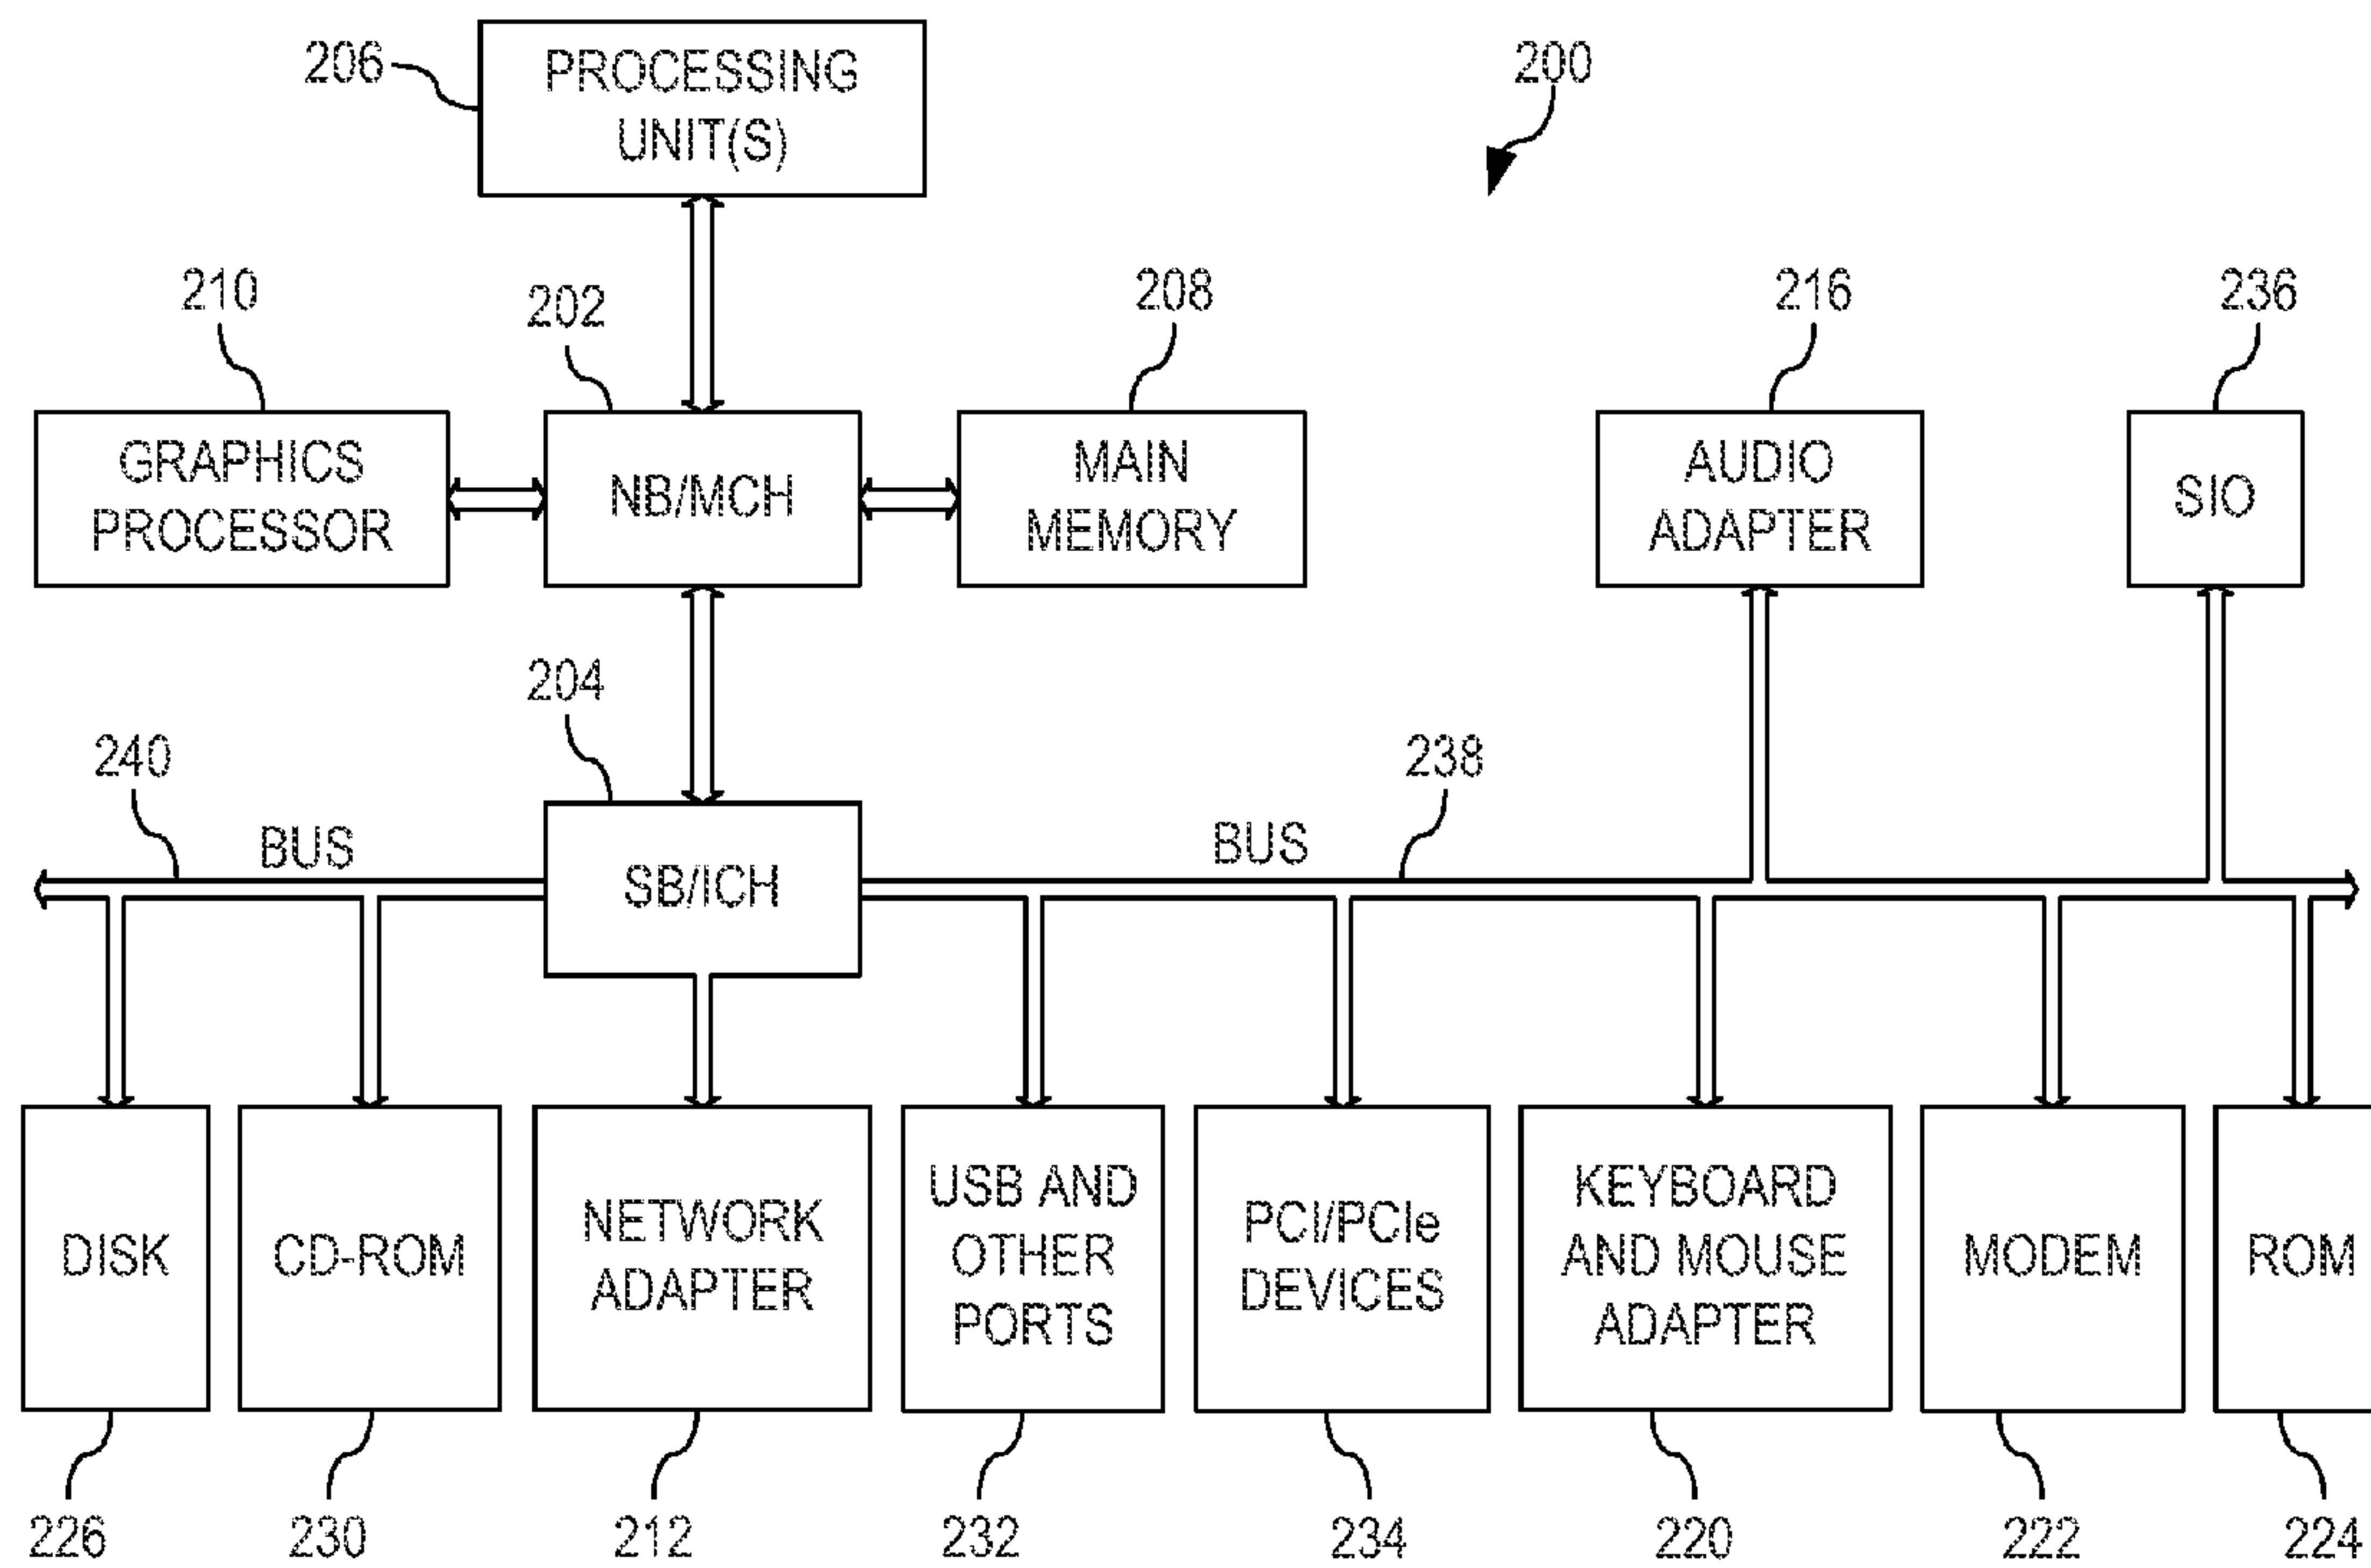 206
PROCESSING
UNIT(S)
200
210
202
208
216
236
GRAPHICS
PROCESSOR
NB/MCH
MAIN
MEMORY
AUDIO
ADAPTER
SIO
204
240
BUS
238
BUS
SB/ICH
DISK
CD-ROM
NETWORK
ADAPTER
USB AND
OTHER
PORTS
PCI/PCIe
DEVICES
KEYBOARD
AND MOUSE
ADAPTER
MODEM
ROM
226
230
212
232
234
220
222
224